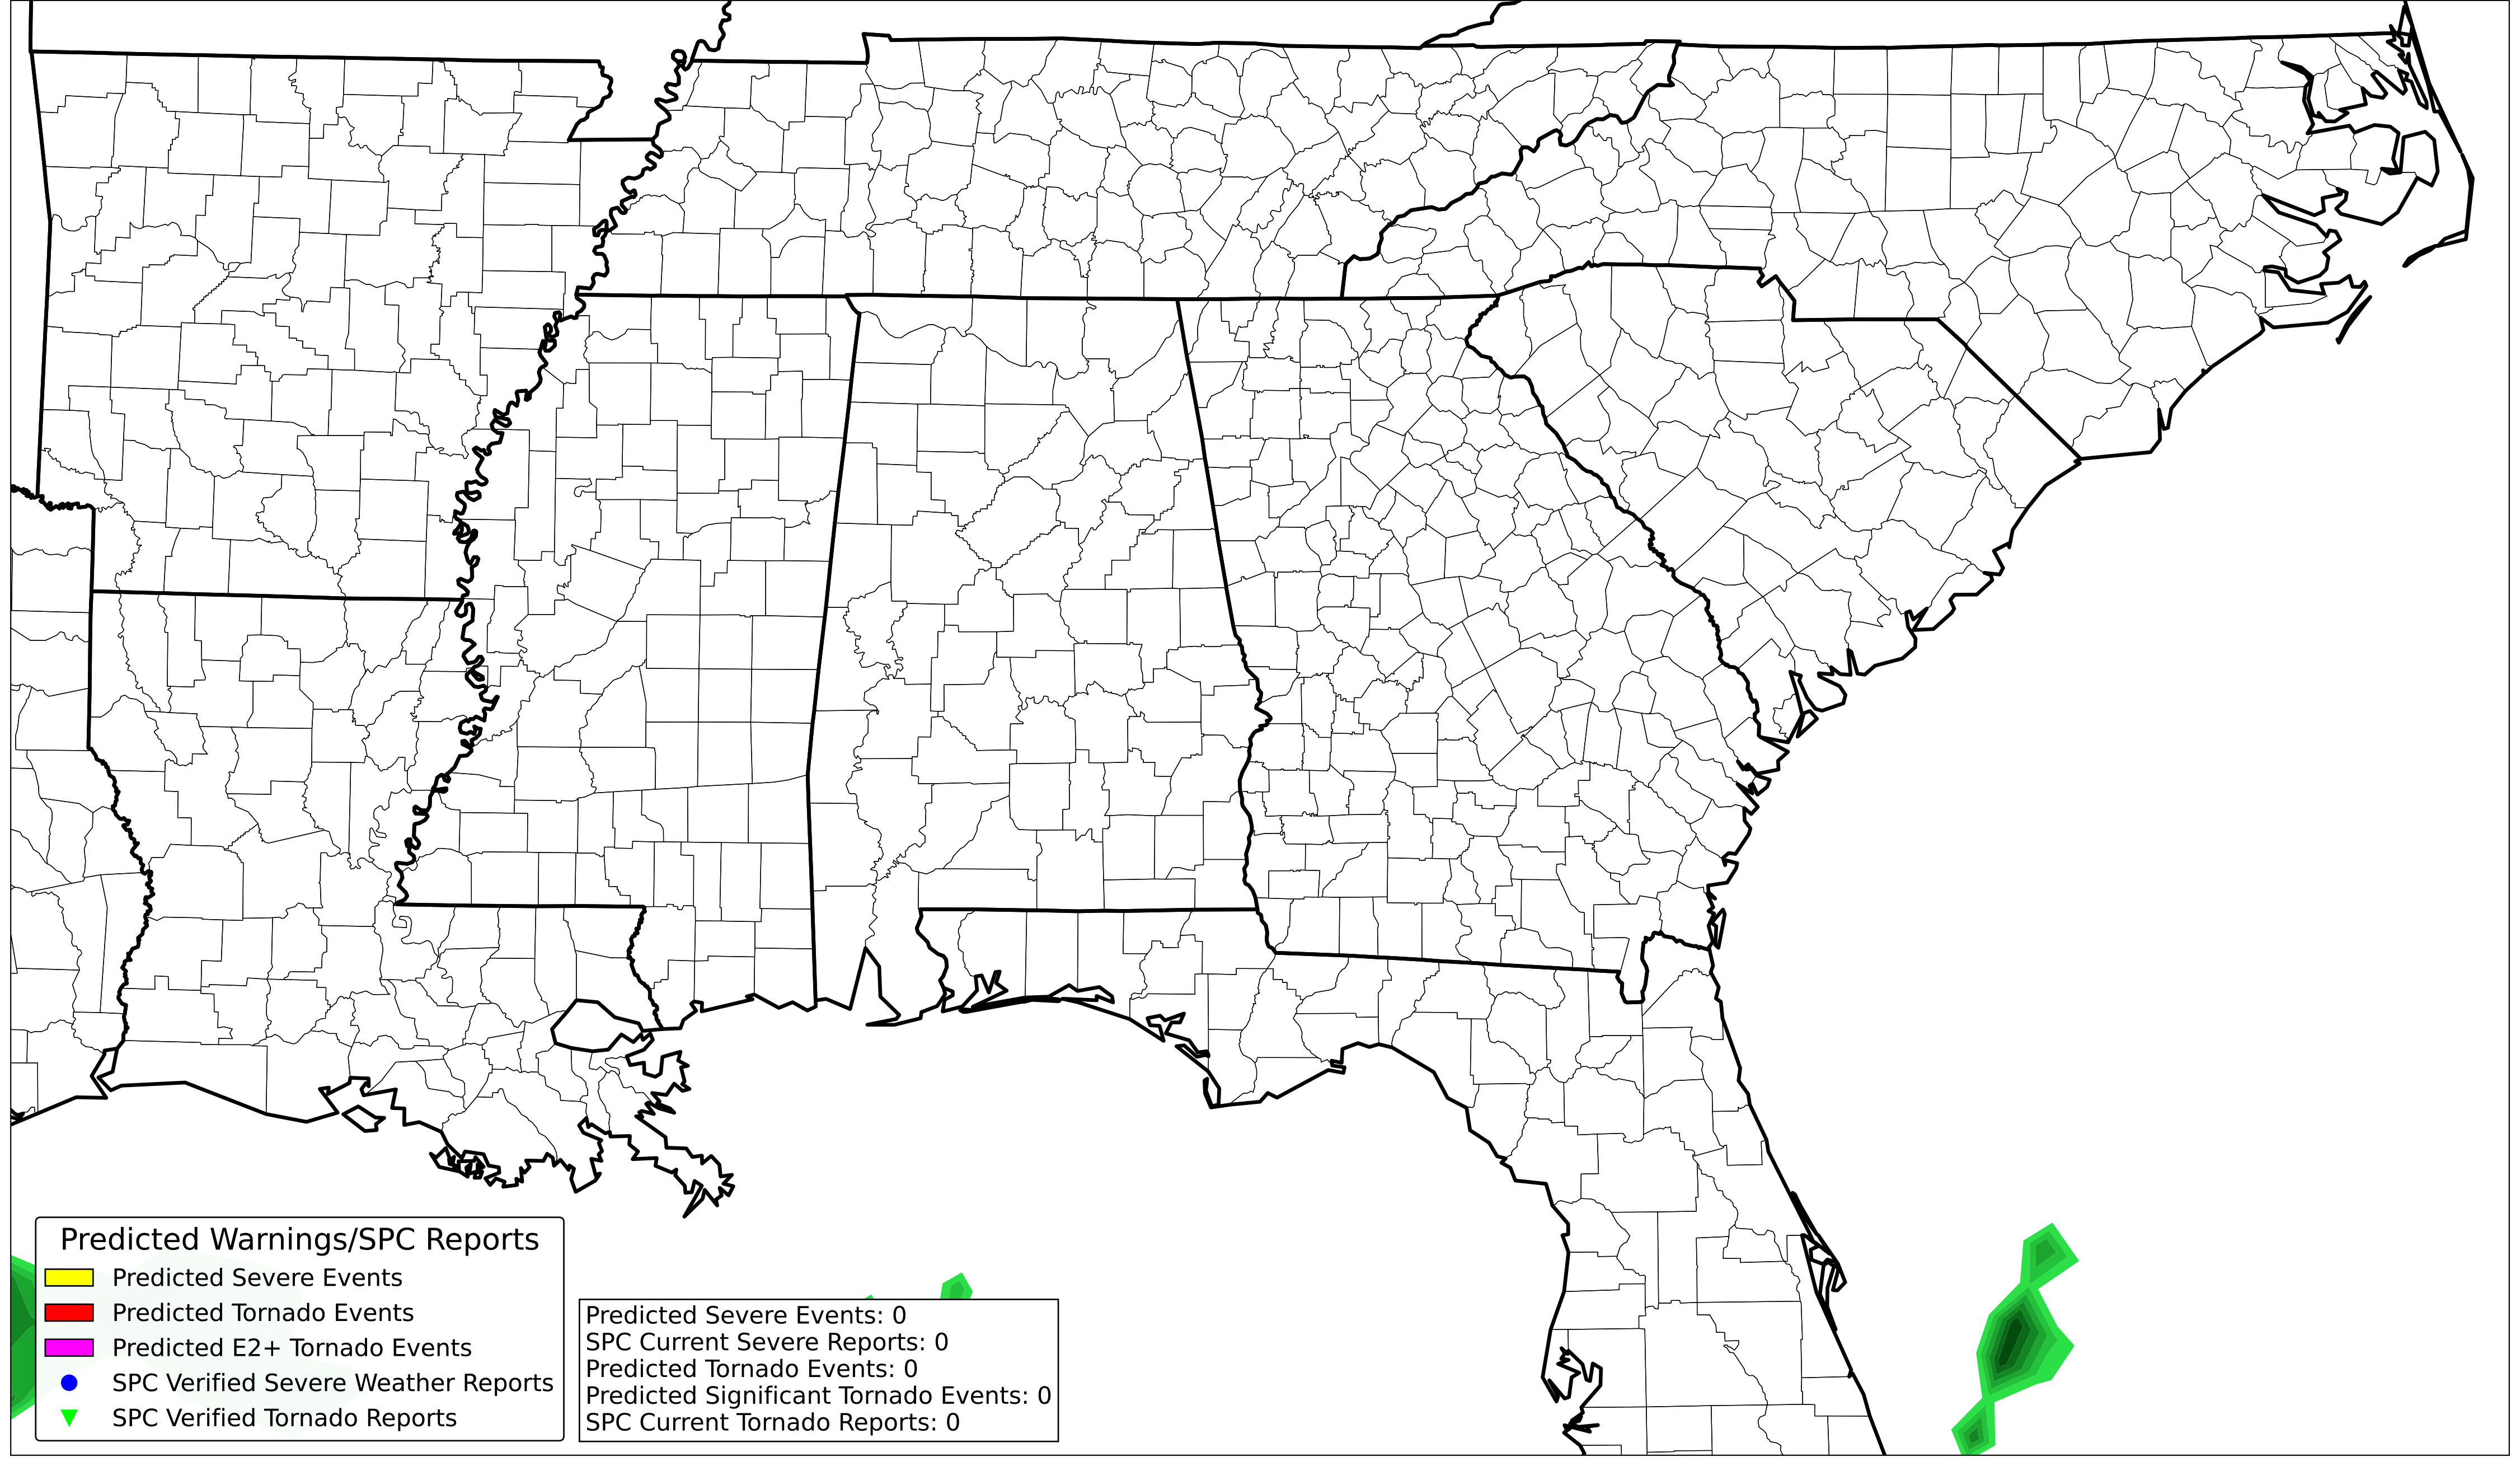 Predicted Warnings/SPC Reports
Predicted Severe Events
Predicted Tornado Events
Predicted E2+ Tornado Events
SPC Verified Severe Weather Reports
SPC Verified Tornado Reports
Predicted Severe Events: 0
SPC Current Severe Reports: 0
Predicted Tornado Events: 0
Predicted Significant Tornado Events: 0
SPC Current Tornado Reports: 0